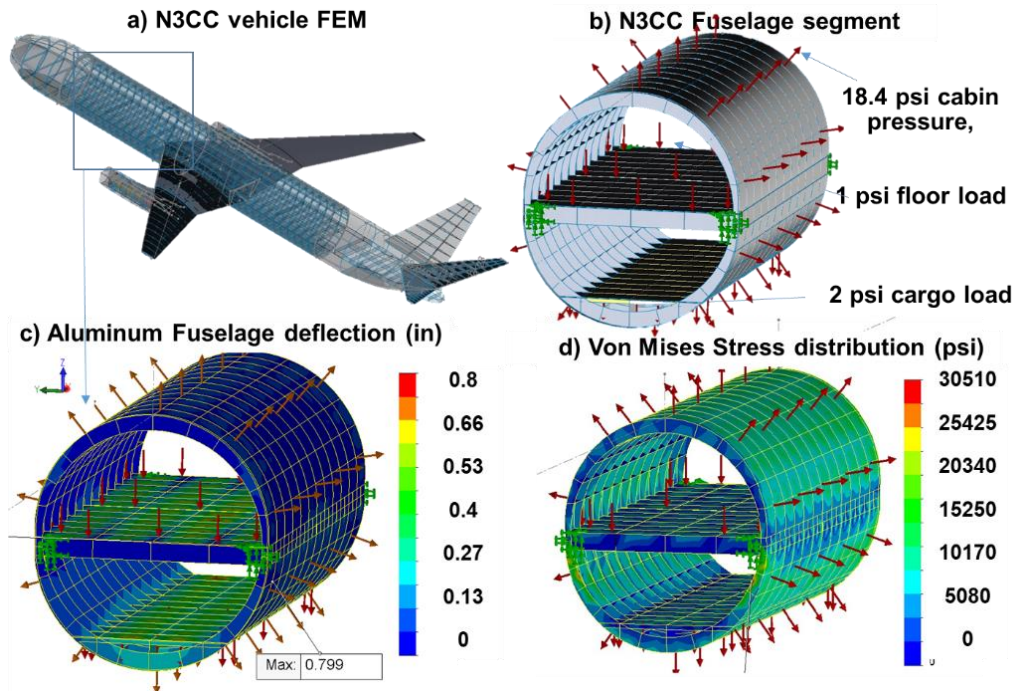 a) N3CC vehicle FEM
b) N3CC Fuselage segment
18.4 psi cabin
pressure,
1 psi floor load
2 psi cargo load
c) Aluminum Fuselage deflection (in)
Z
Y
0.8
0.66
0.53
0.4
0.27
0.13
0
Max: 0.799
d) Von Mises Stress distribution (psi)
30510
25425
20340
15250
10170
5080
0